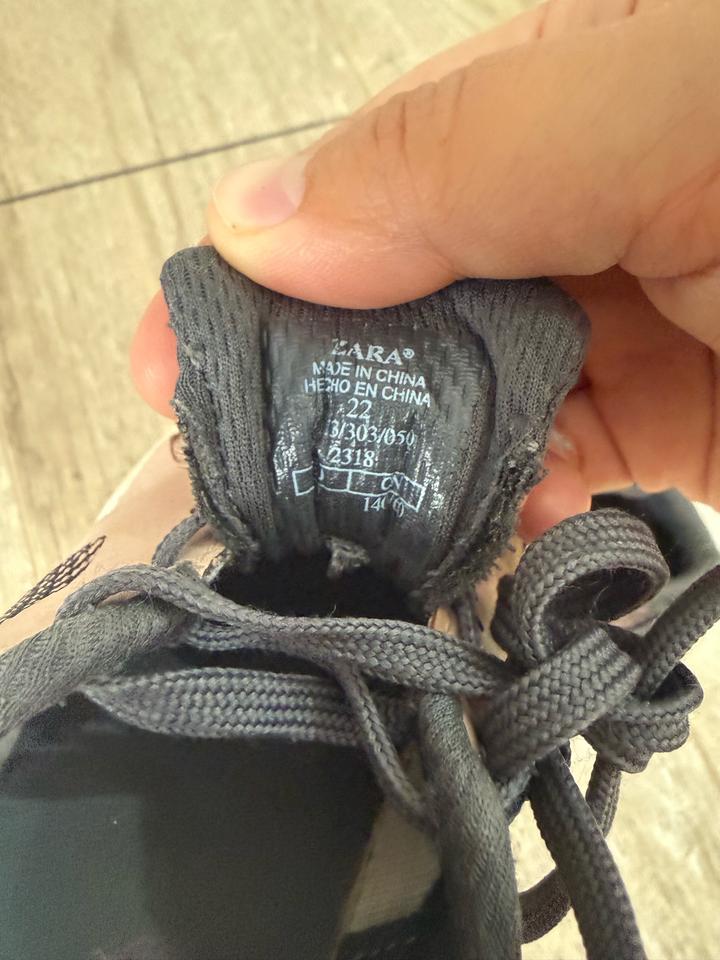 ZARA®
MADE IN CHINA
HECHO EN CHINA
22
3/303/050
2318
CN